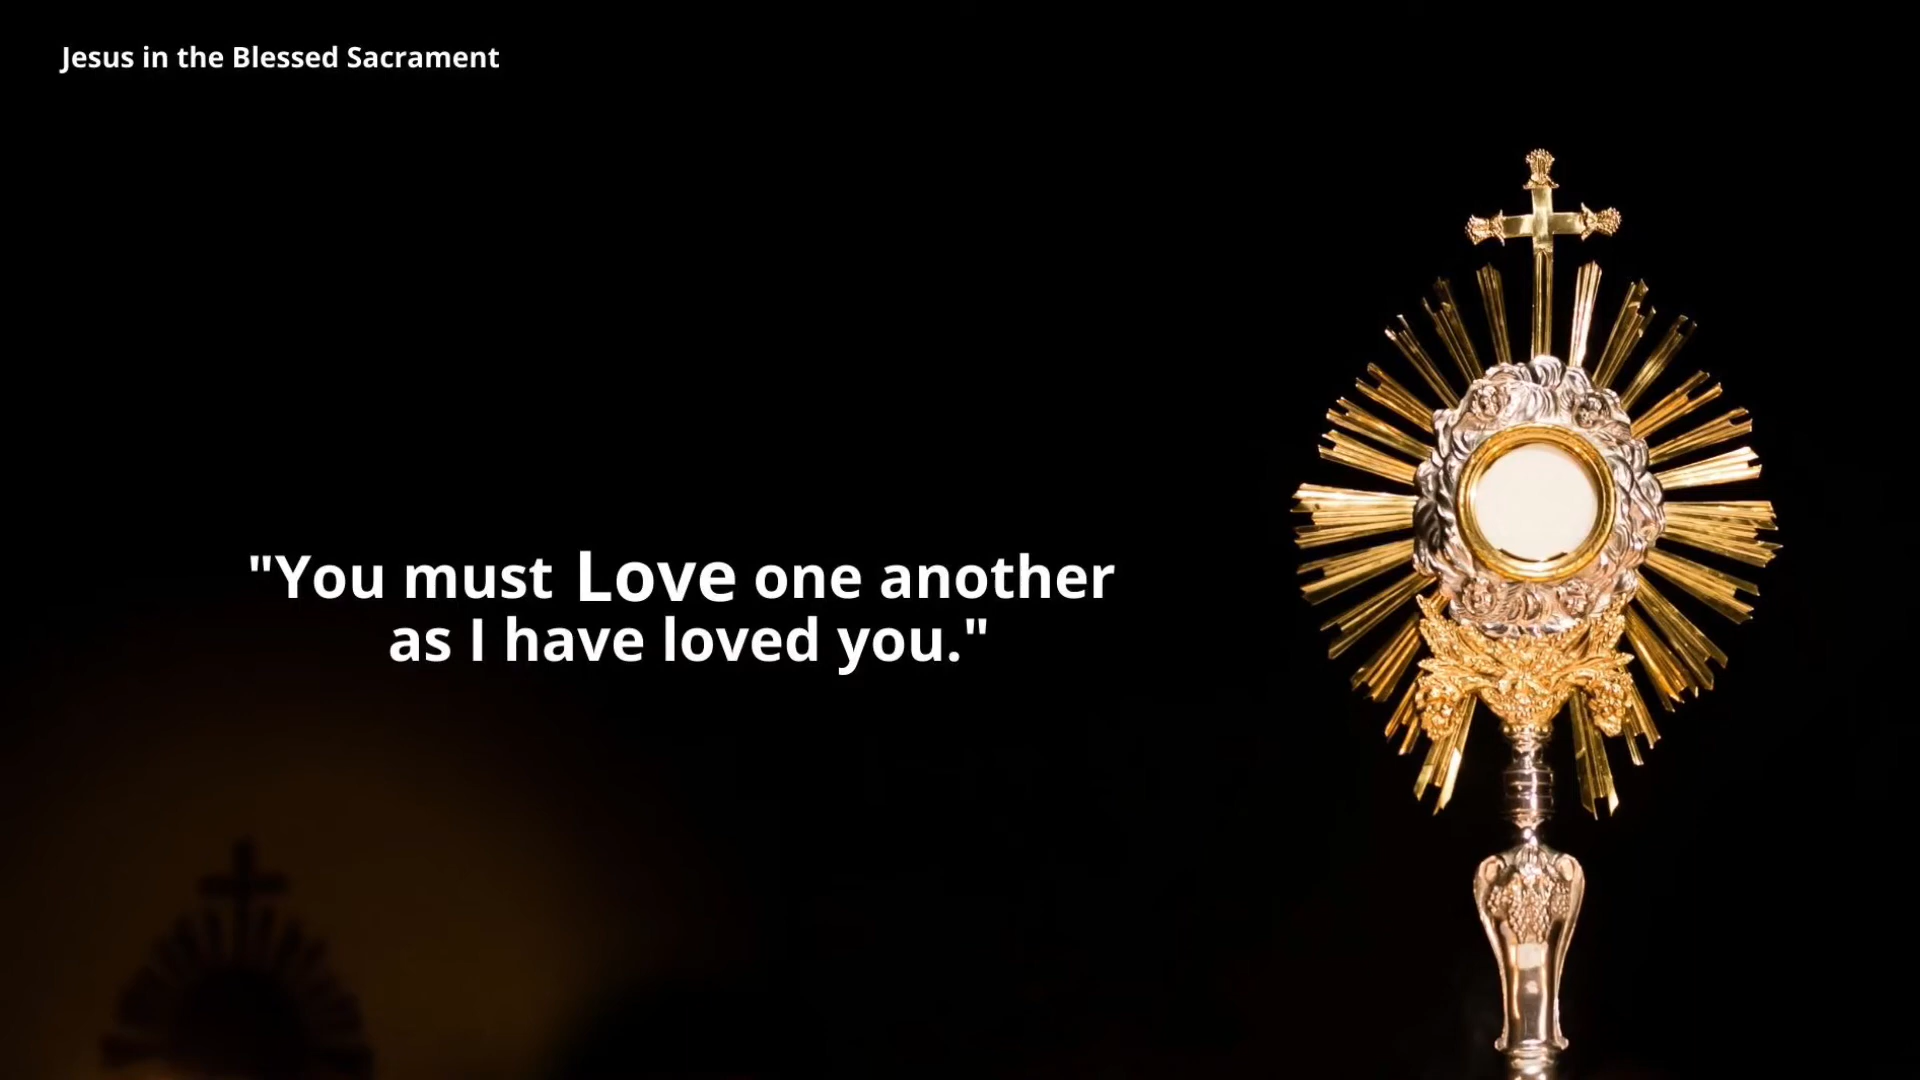 Jesus in the Blessed Sacrament
"You must Love one another
as I have loved you."